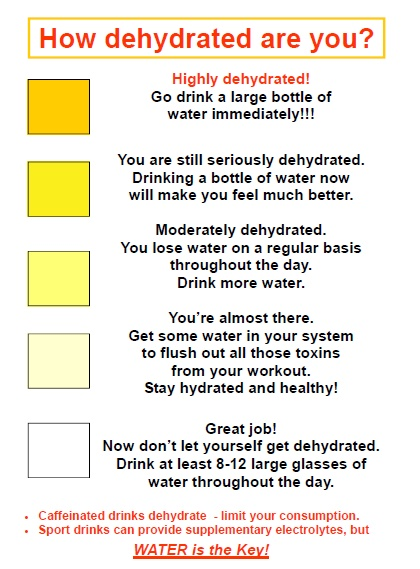 How dehydrated are you?
Highly dehydrated!
Go drink a large bottle of
water immediately!!!
You are still seriously dehydrated.
Drinking a bottle of water now
will make you feel much better.
Moderately dehydrated.
You lose water on a regular basis
throughout the day.
Drink more water.
You're almost there.
Get some water in your system
to flush out all those toxins
from your workout.
Stay hydrated and healthy!
Great job!
Now don't let yourself get dehydrated.
Drink at least 8-12 large glasses of
water throughout the day.
• Caffeinated drinks dehydrate - limit your consumption.
• Sport drinks can provide supplementary electrolytes, but
WATER is the Key!